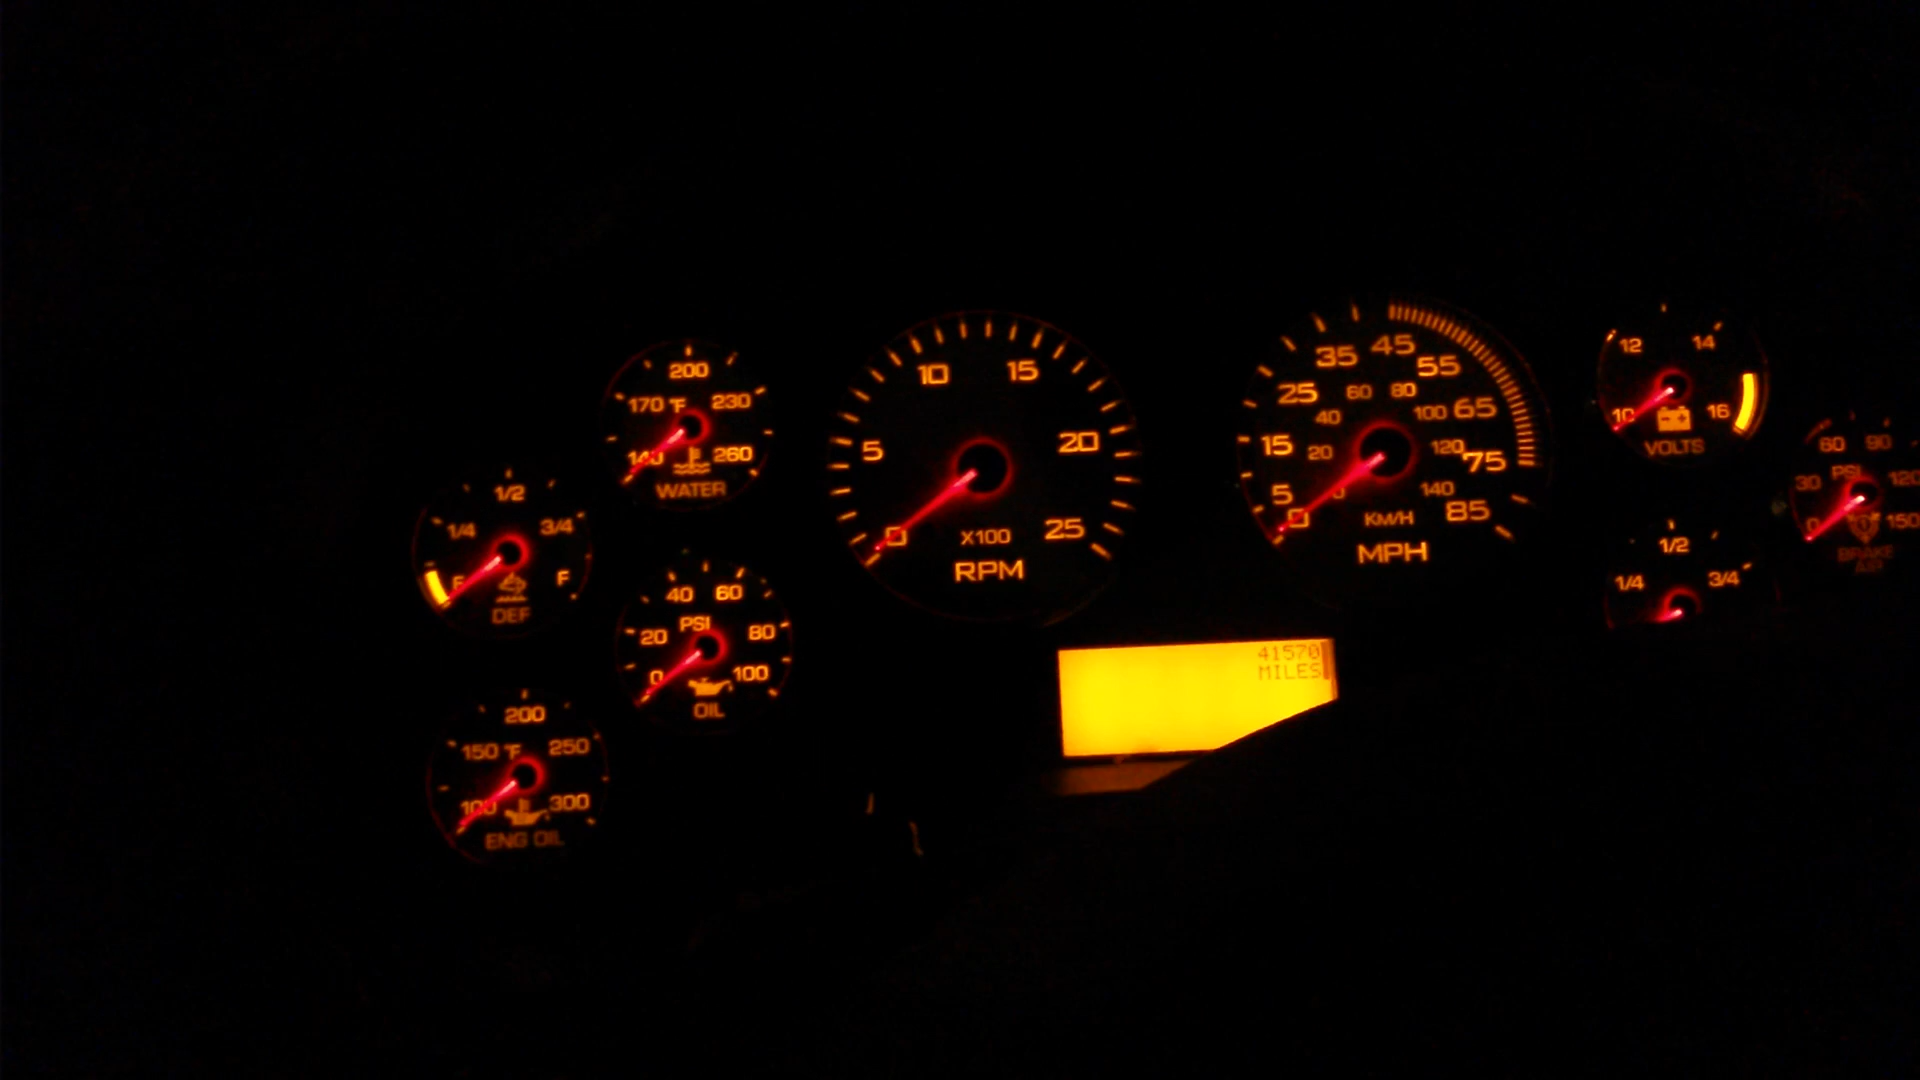 200
170 °F 230
140 260
WATER
1/2
1/4 3/4
E F
DEF
40 60
PSI
20 80
0 100
OIL
200
150 °F 250
100 300
ENG OIL
10 15
5 20
0 25
X100
RPM
35 45 55
25 65
15 75
5 85
0
60 80
40 100
20 120
0 140
KM/H
MPH
41570
MILES
12 14
10 16
VOLTS
1/2
1/4 3/4
60 90
PSI
30 120
0 150
BRAKE
AIR